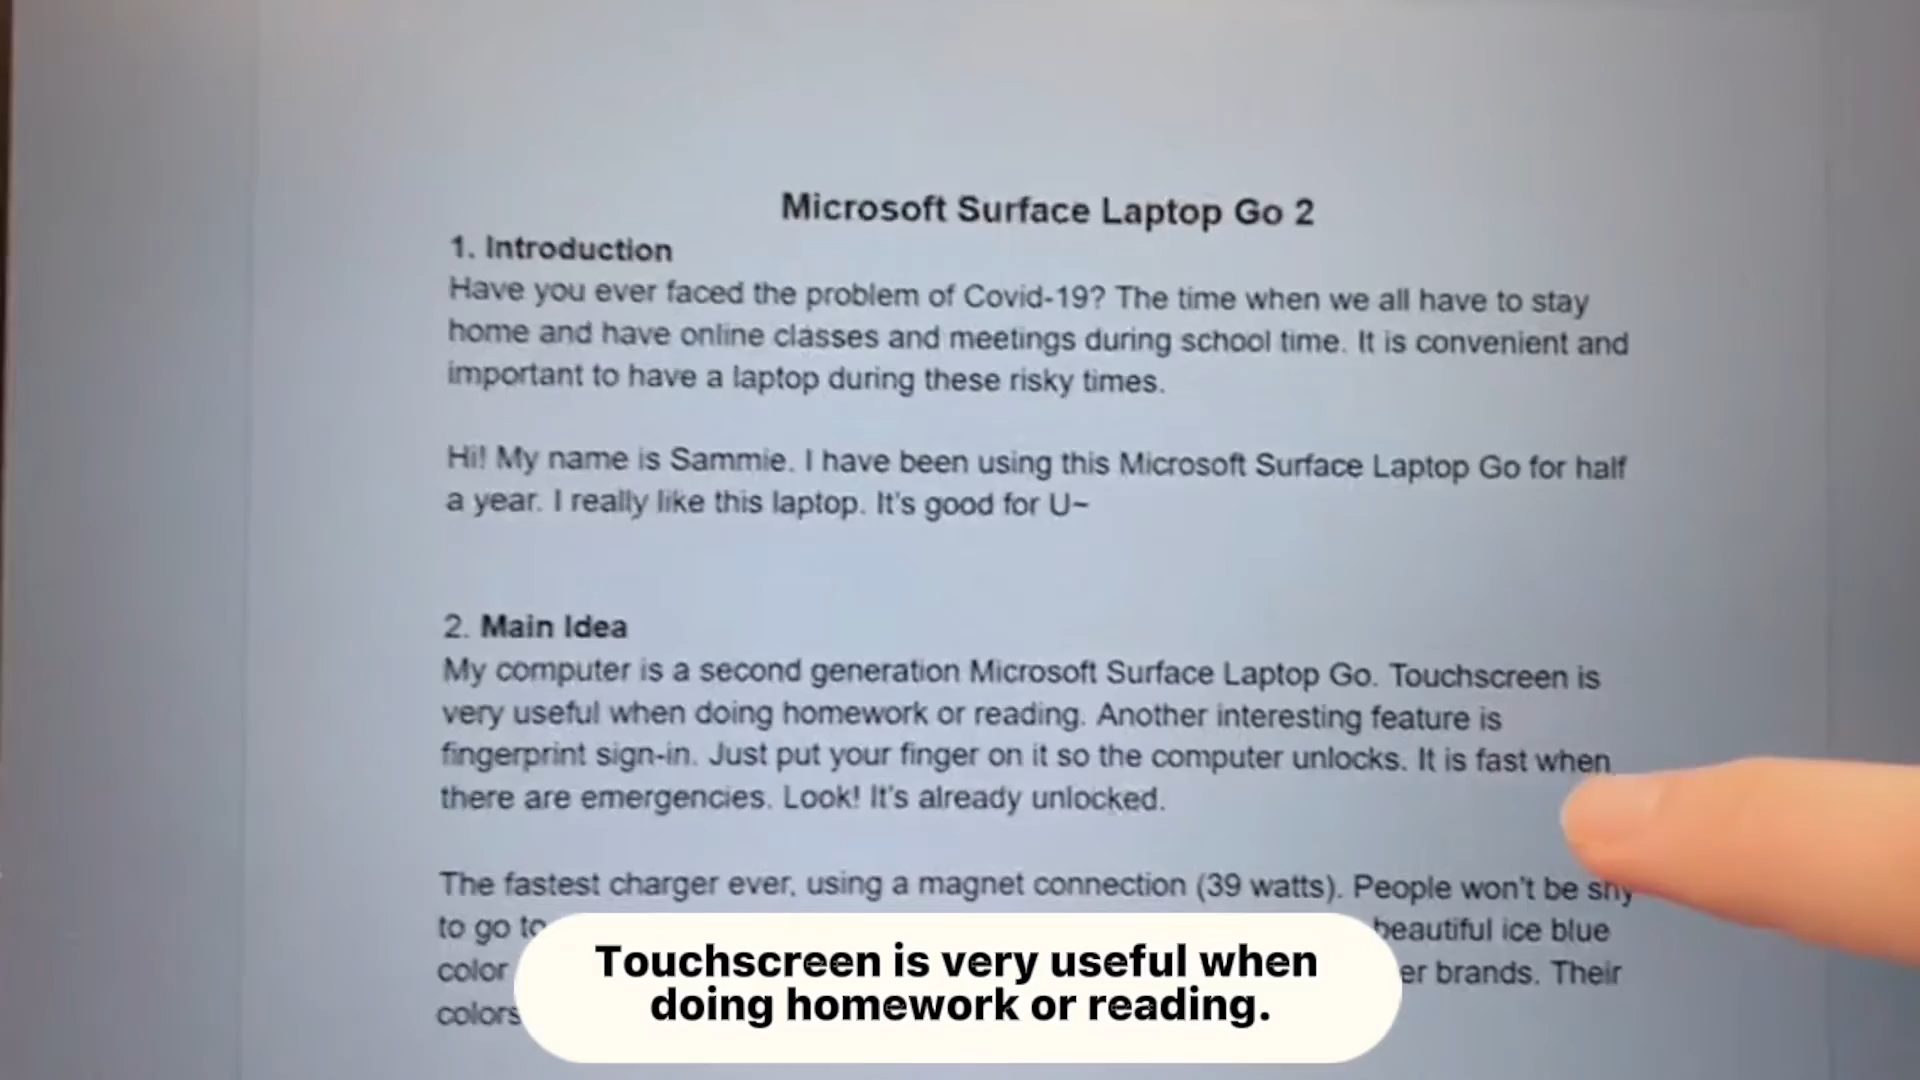 Microsoft Surface Laptop Go 2
1. Introduction
Have you ever faced the problem of Covid-19? The time when we all have to stay
home and have online classes and meetings during school time. It is convenient and
important to have a laptop during these risky times.
Hi! My name is Sammie. I have been using this Microsoft Surface Laptop Go for half
a year. I really like this laptop. It's good for U~
2. Main Idea
My computer is a second generation Microsoft Surface Laptop Go. Touchscreen is
very useful when doing homework or reading. Another interesting feature is
fingerprint sign-in. Just put your finger on it so the computer unlocks. It is fast when
there are emergencies. Look! It's already unlocked.
The fastest charger ever, using a magnet connection (39 watts). People won't be shy
to go to beautiful ice blue
color er brands. Their
colors
Touchscreen is very useful when
doing homework or reading.